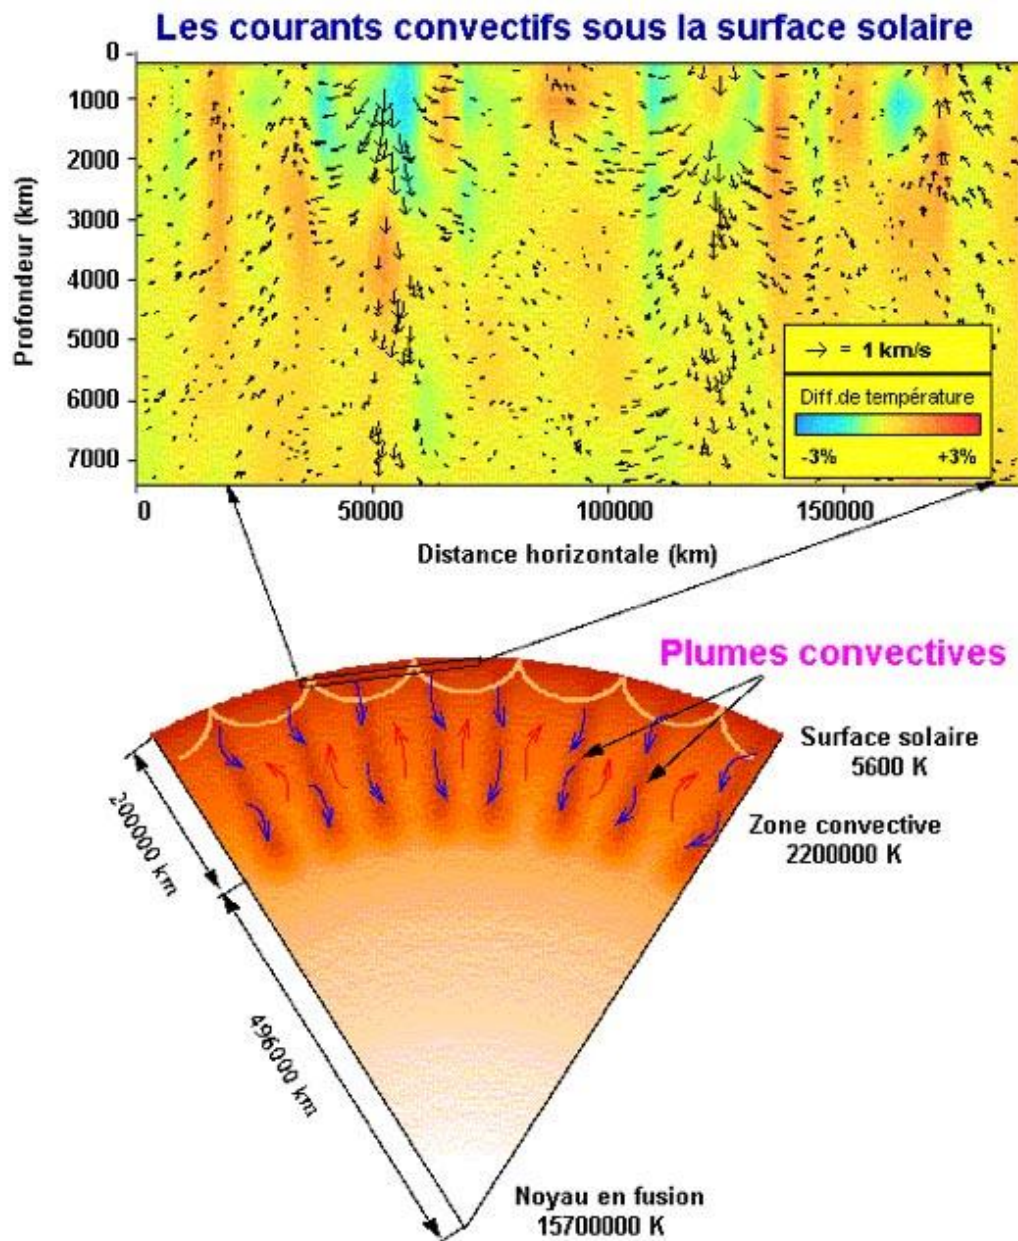 Les courants convectifs sous la surface solaire
0
1000
2000
3000
4000
5000
6000
7000
Profondeur (km)
→ = 1 km/s
Diff.de température
-3% +3%
0 50000 100000 150000
Distance horizontale (km)
Plumes convectives
Surface solaire
5600 K
Zone convective
2200000 K
200000 km
496000 km
Noyau en fusion
15700000 K